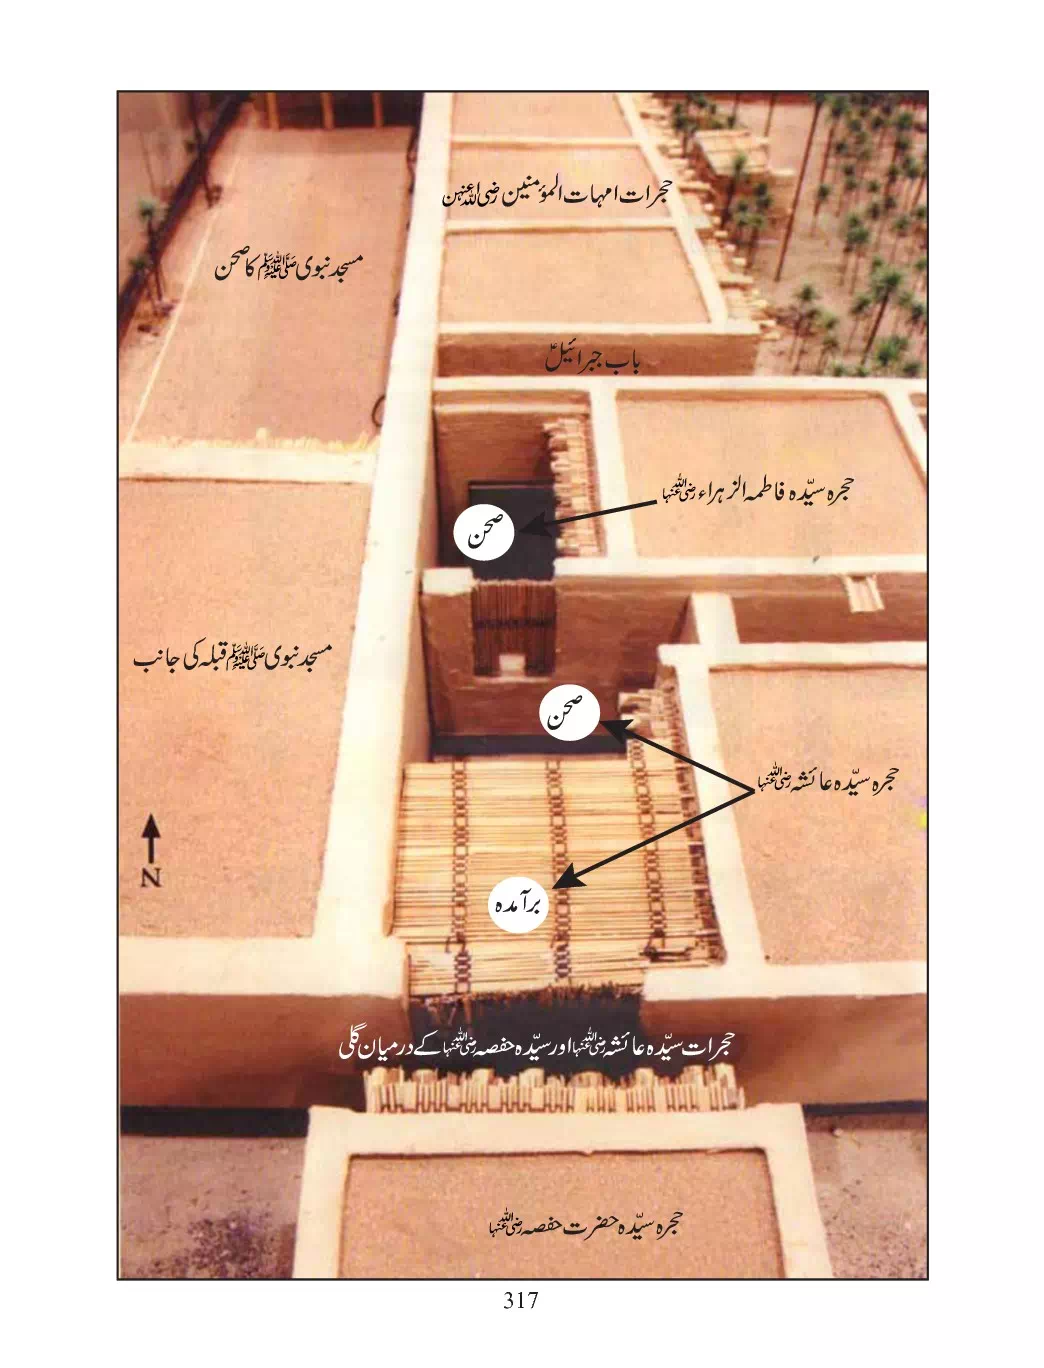 حجرات امہات المؤمنین رضی اللہ عنہن
مسجد نبوی ﷺ کا صحن
باب جبرائیلؑ
حجرہ سیّدہ فاطمہ الزہراء رضی اللہ عنہا
صحن
مسجد نبوی ﷺ قبلہ کی جانب
صحن
حجرہ سیّدہ عائشہ رضی اللہ عنہا
N
برآمدہ
حجرات سیّدہ عائشہ رضی اللہ عنہا اور سیّدہ حفصہ رضی اللہ عنہا کے درمیان گلی
حجرہ سیّدہ حضرت حفصہ رضی اللہ عنہا
317